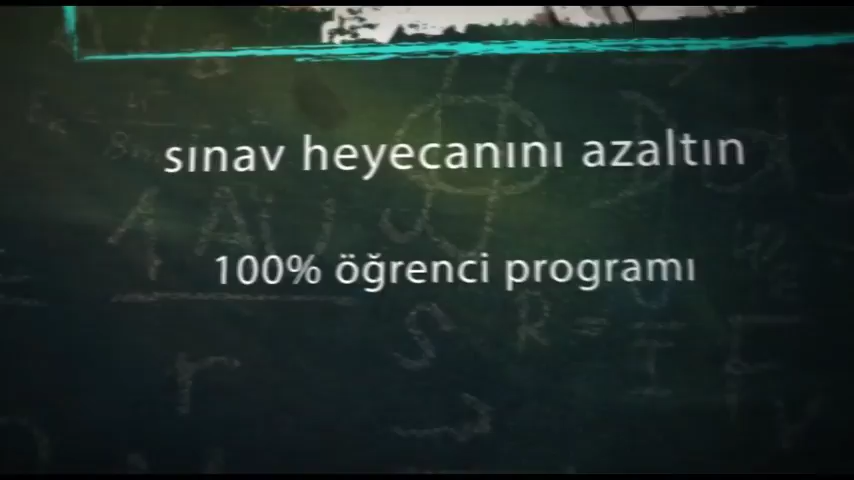 sınav heyecanını azaltın
100% öğrenci programı